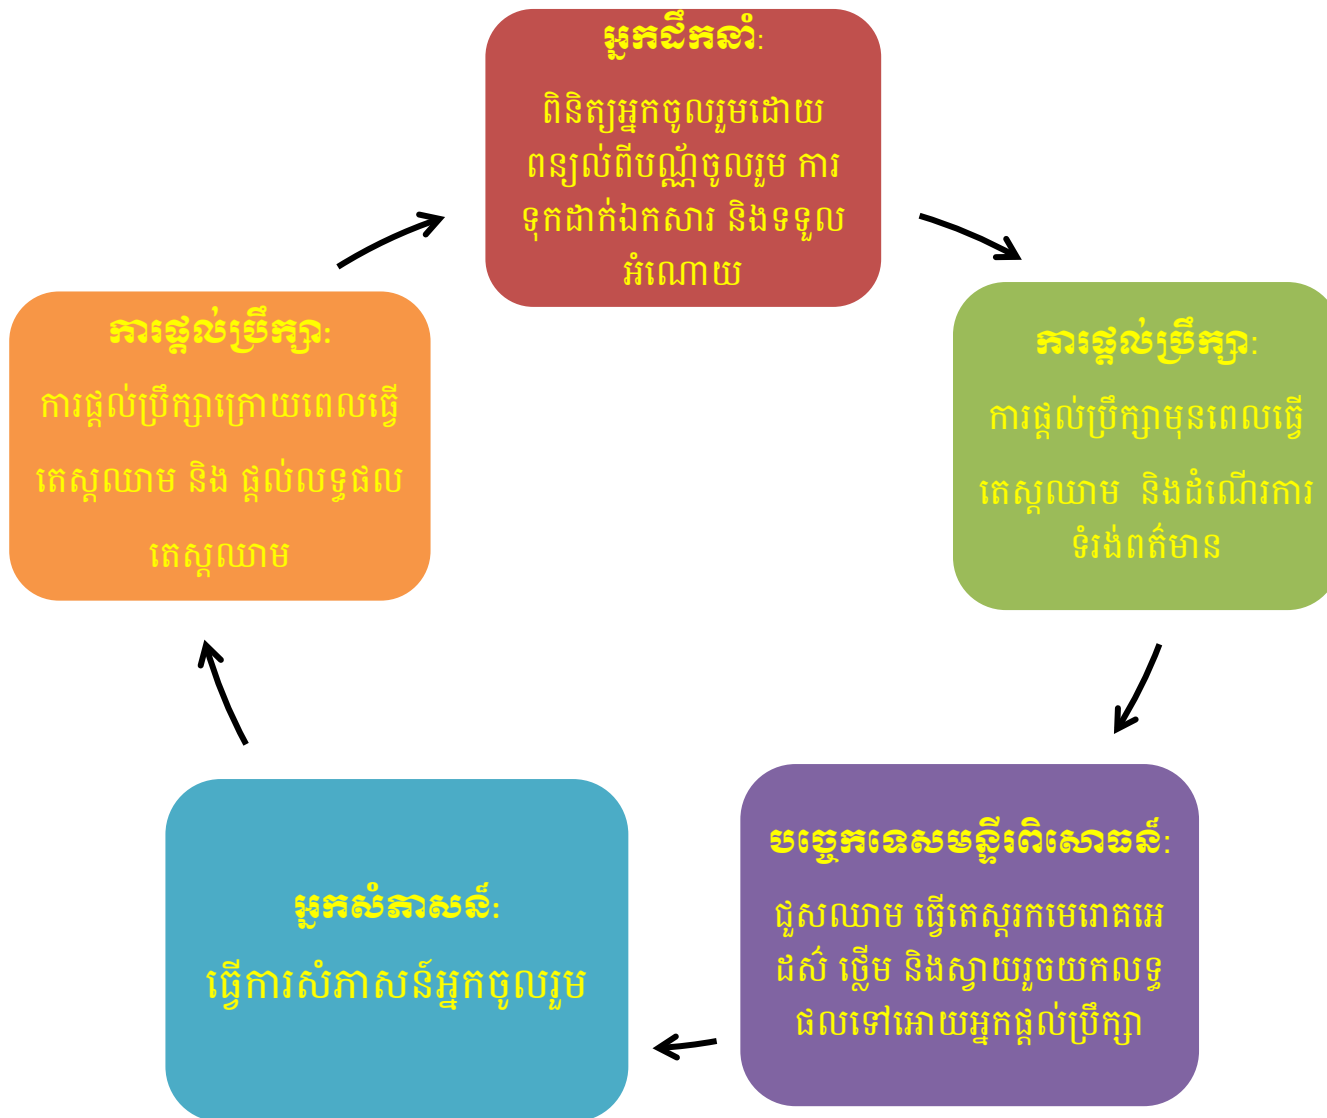 អ្នកដឹកនាំ:
ពិនិត្យអ្នកចូលរួមដោយ
ពន្យល់ពីបណ្ណ័ចូលរួម ការ
ទុកដាក់ឯកសារ និងទទួល
អំណោយ
ការផ្តល់ប្រឹក្សា:
ការផ្តល់ប្រឹក្សាមុនពេលធ្វើ
តេស្តឈាម និងដំណើរការ
ទំរង់ពត៌មាន
បច្ចេកទេសមន្ទីរពិសោធន៍:
ជួសឈាម ធ្វើតេស្តរកមេរោគអេ
ដស៌ ថ្លើម និងស្វាយរួចយកលទ្ធ
ផលទៅអោយអ្នកផ្តល់ប្រឹក្សា
អ្នកសំភាសន៍:
ធ្វើការសំភាសន៍អ្នកចូលរួម
ការផ្តល់ប្រឹក្សា:
ការផ្តល់ប្រឹក្សាក្រោយពេលធ្វើ
តេស្តឈាម និង ផ្តល់លទ្ធផល
តេស្តឈាម